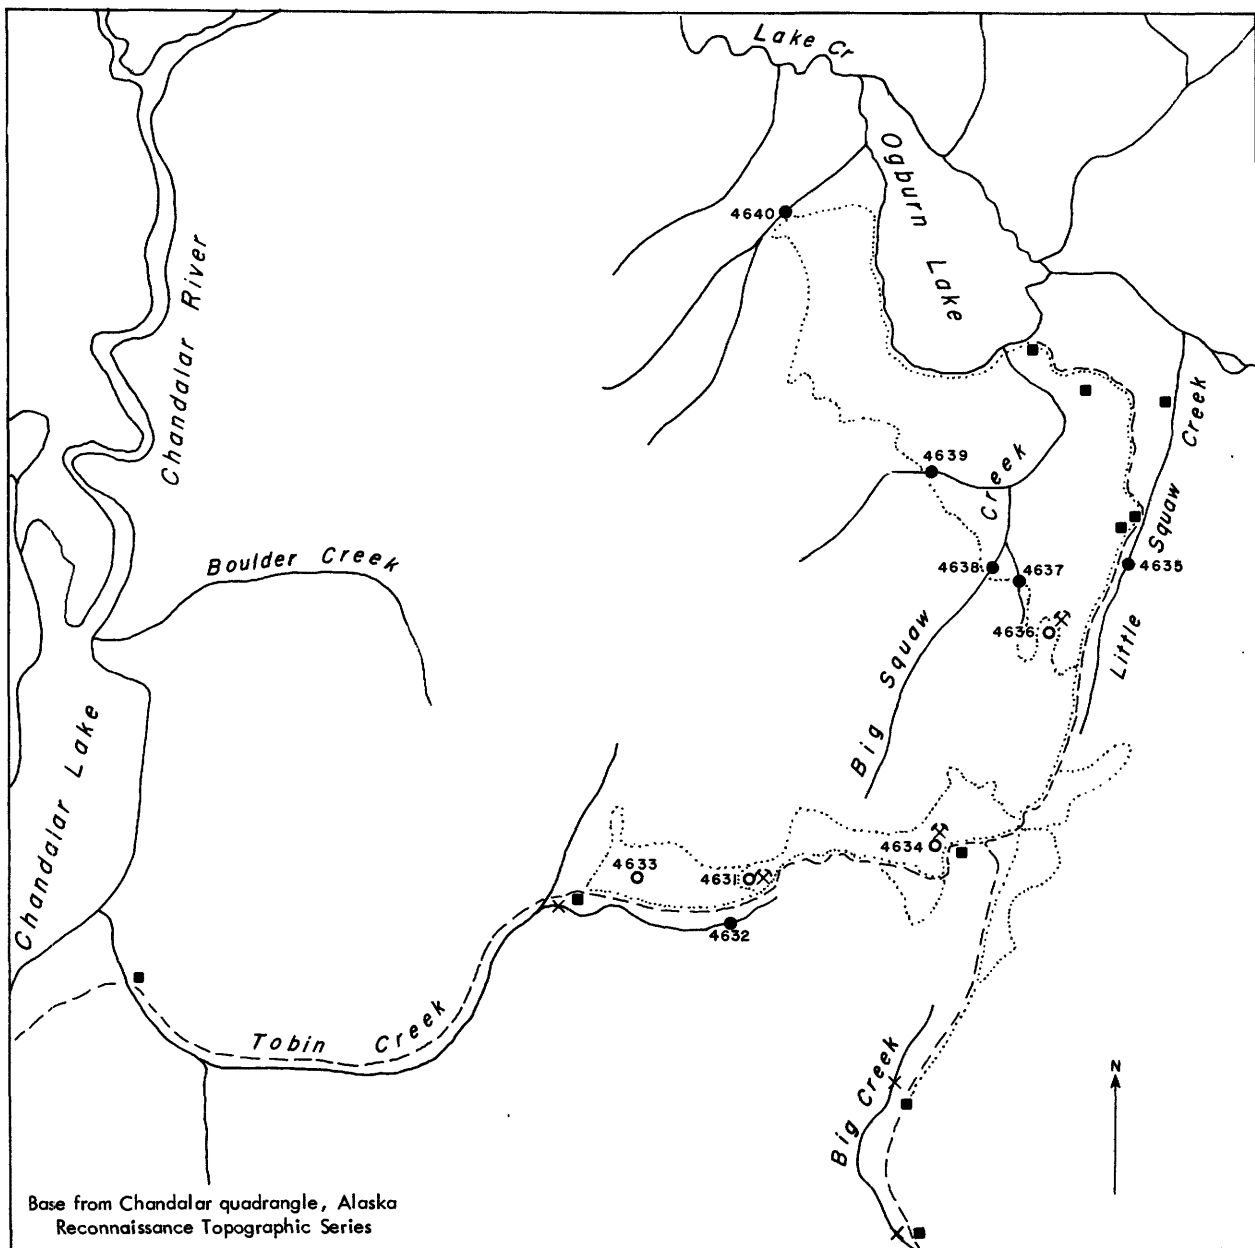 Lake Cr
Ogburn Lake
4640
Chandalar River
Creek
4639
Creek
Squaw
Boulder Creek
4638
4637
4635
4636
Little
Big Squaw
Chandalar Lake
4634
4633
4631
4632
Tobin Creek
Big Creek
N
Base from Chandalar quadrangle, Alaska
Reconnaissance Topographic Series